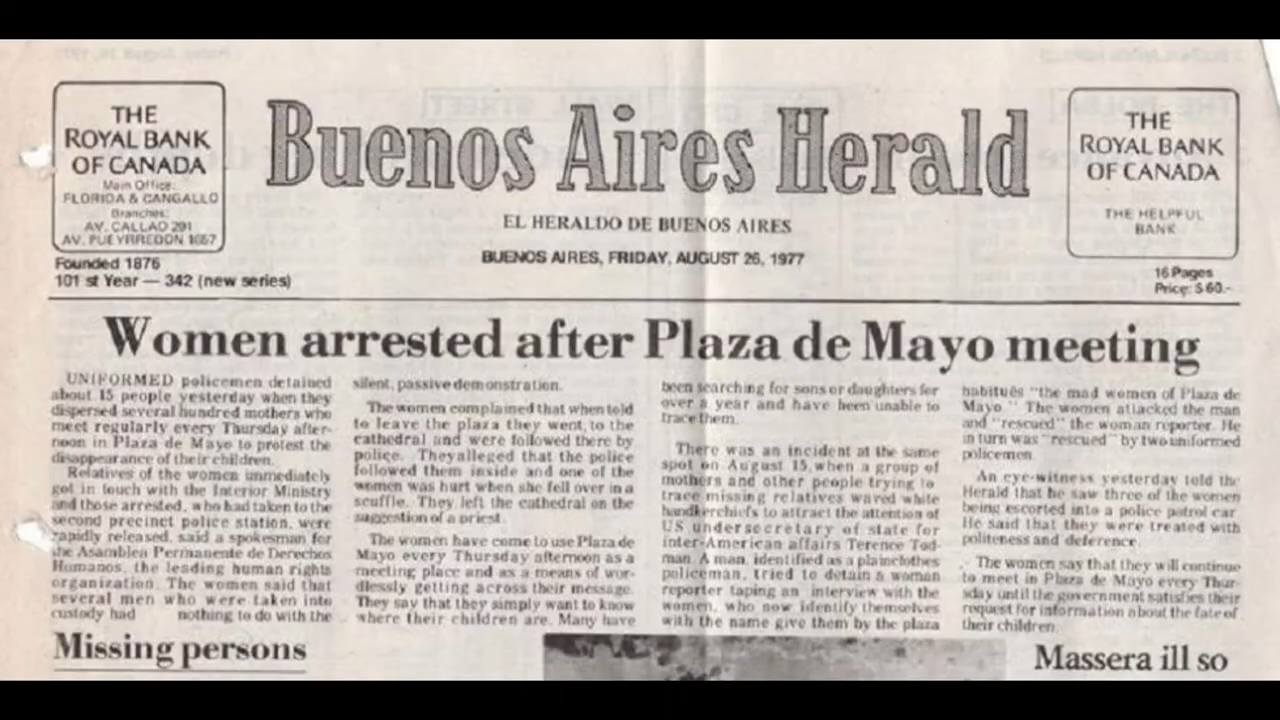 THE
ROYAL BANK
OF CANADA
Main Office:
FLORIDA & CANGALLO
Branches:
AV. CALLAO 291
AV. PUEYRREDON 1657
Founded 1876
101 st Year — 342 (new series)
Buenos Aires Herald
EL HERALDO DE BUENOS AIRES
BUENOS AIRES, FRIDAY, AUGUST 26, 1977
THE
ROYAL BANK
OF CANADA
THE HELPFUL
BANK
16 Pages
Price: $ 60.-
Women arrested after Plaza de Mayo meeting
UNIFORMED policemen detained
about 15 people yesterday when they
dispersed several hundred mothers who
meet regularly every Thursday after-
noon in Plaza de Mayo to protest the
disappearance of their children.
Relatives of the women immediately
got in touch with the Interior Ministry
and those arrested, who had taken to the
second precinct police station, were
rapidly released, said a spokesman for
the Asamblea Permanente de Derechos
Humanos, the leading human rights
organization. The women said that
several men who were taken into
custody had nothing to do with the
silent, passive demonstration.
The women complained that when told
to leave the plaza they went, to the
cathedral and were followed there by
police. They alleged that the police
followed them inside and one of the
women was hurt when she fell over in a
scuffle. They left the cathedral on the
suggestion of a priest.
The women have come to use Plaza de
Mayo every Thursday afternoon as a
meeting place and as a means of wor-
dlessly getting across their message.
They say that they simply want to know
where their children are. Many have
been searching for sons or daughters for
over a year and have been unable to
trace them.
There was an incident at the same
spot on August 15, when a group of
mothers and other people trying to
trace missing relatives waved white
handkerchiefs to attract the attention of
US undersecretary of state for
inter-American affairs Terence Tod-
man. A man, identified as a plainclothes
policeman, tried to detain a woman
reporter taping an interview with the
women, who now identify themselves
with the name give them by the plaza
habitués "the mad women of Plaza de
Mayo." The women attacked the man
and "rescued" the woman reporter. He
in turn was "rescued" by two uniformed
policemen.
An eye-witness yesterday told the
Herald that he saw three of the women
being escorted into a police patrol car.
He said that they were treated with
politeness and deference.
The women say that they will continue
to meet in Plaza de Mayo every Thur-
sday until the government satisfies their
request for information about the fate of
their children.
Missing persons
Massera ill so